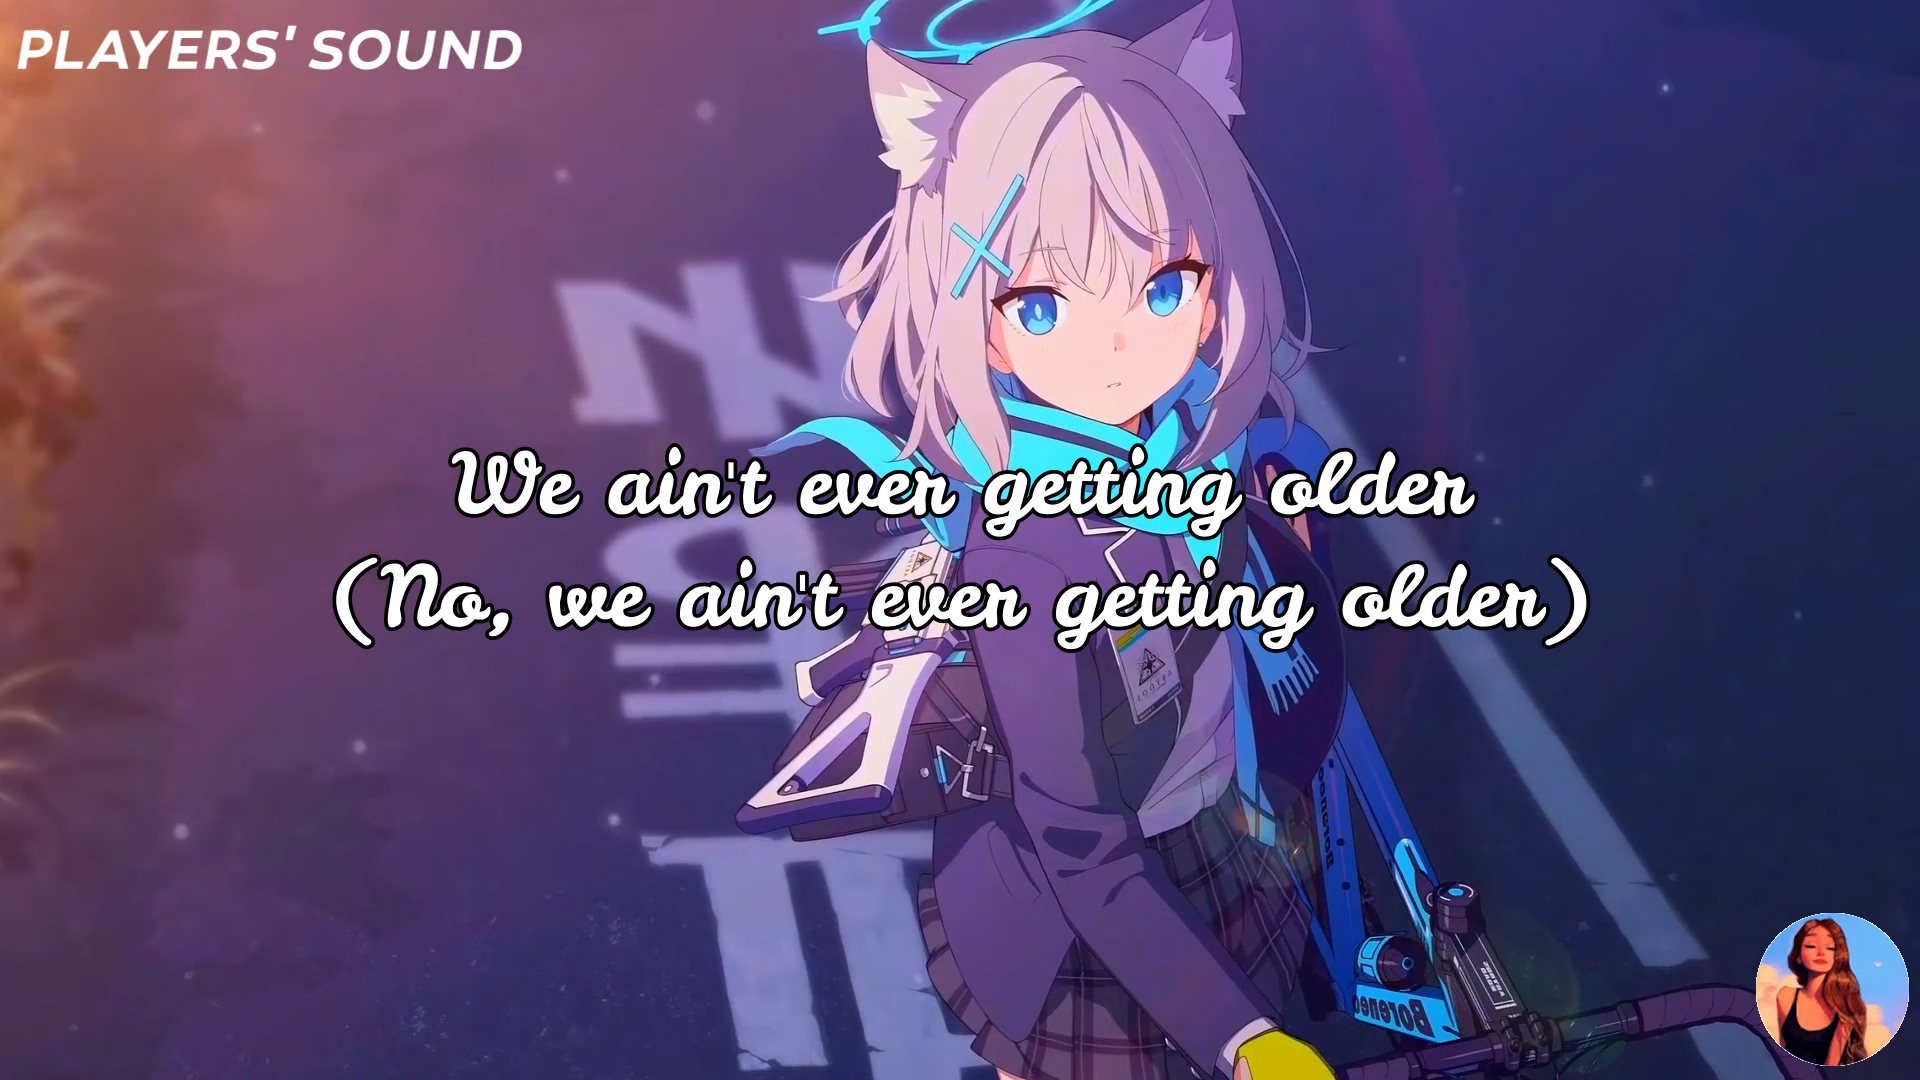 PLAYERS' SOUND
We ain't ever getting older
(No, we ain't ever getting older)